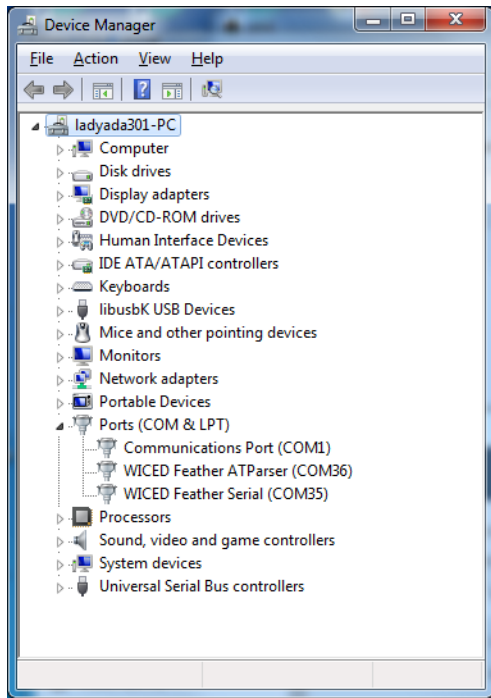 Device Manager
File Action View Help
ladyada301-PC
Computer
Disk drives
Display adapters
DVD/CD-ROM drives
Human Interface Devices
IDE ATA/ATAPI controllers
Keyboards
libusbK USB Devices
Mice and other pointing devices
Monitors
Network adapters
Portable Devices
Ports (COM & LPT)
Communications Port (COM1)
WICED Feather ATParser (COM36)
WICED Feather Serial (COM35)
Processors
Sound, video and game controllers
System devices
Universal Serial Bus controllers